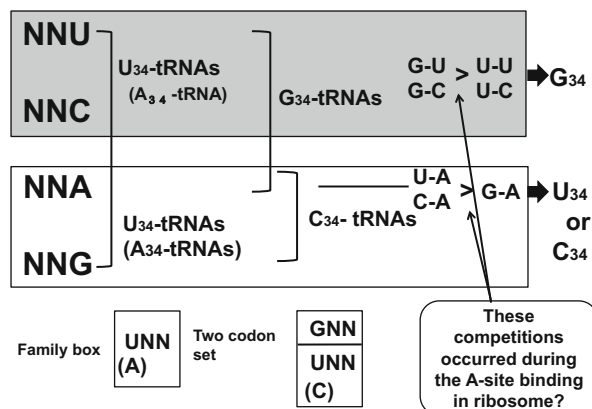 NNU
NNC
U34-tRNAs
(A34-tRNA)
G34-tRNAs
G-U > U-U
G-C U-C
G34
NNA
NNG
U34-tRNAs
(A34-tRNAs)
C34- tRNAs
U-A
C-A > G-A
U34
or
C34
Family box
UNN
(A)
Two codon
set
GNN
UNN
(C)
These
competitions
occurred during
the A-site binding
in ribosome?